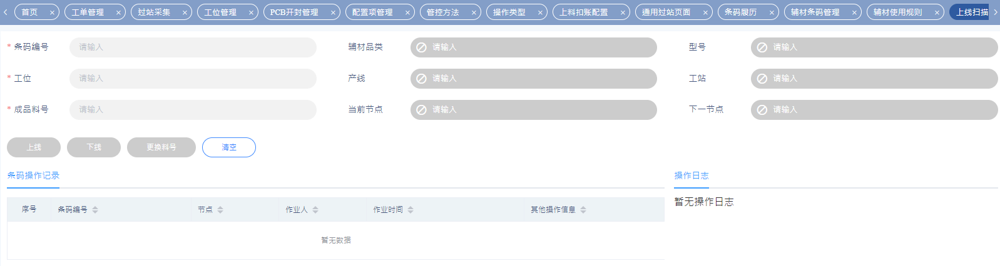 首页 工单管理 过站采集 工位管理 PCB开封管理 配置项管理 管控方法 操作类型 上料扣账配置 通用过站页面 条码履历 辅材条码管理 辅材使用规则 上线扫描
* 条码编号 请输入 辅材品类 请输入 型号 请输入
* 工位 请输入 产线 请输入 工站 请输入
* 成品料号 请输入 当前节点 请输入 下一节点 请输入
上线 下线 更换料号 清空
条码操作记录 操作日志
序号 条码编号 节点 作业人 作业时间 其他操作信息
暂无操作日志
暂无数据